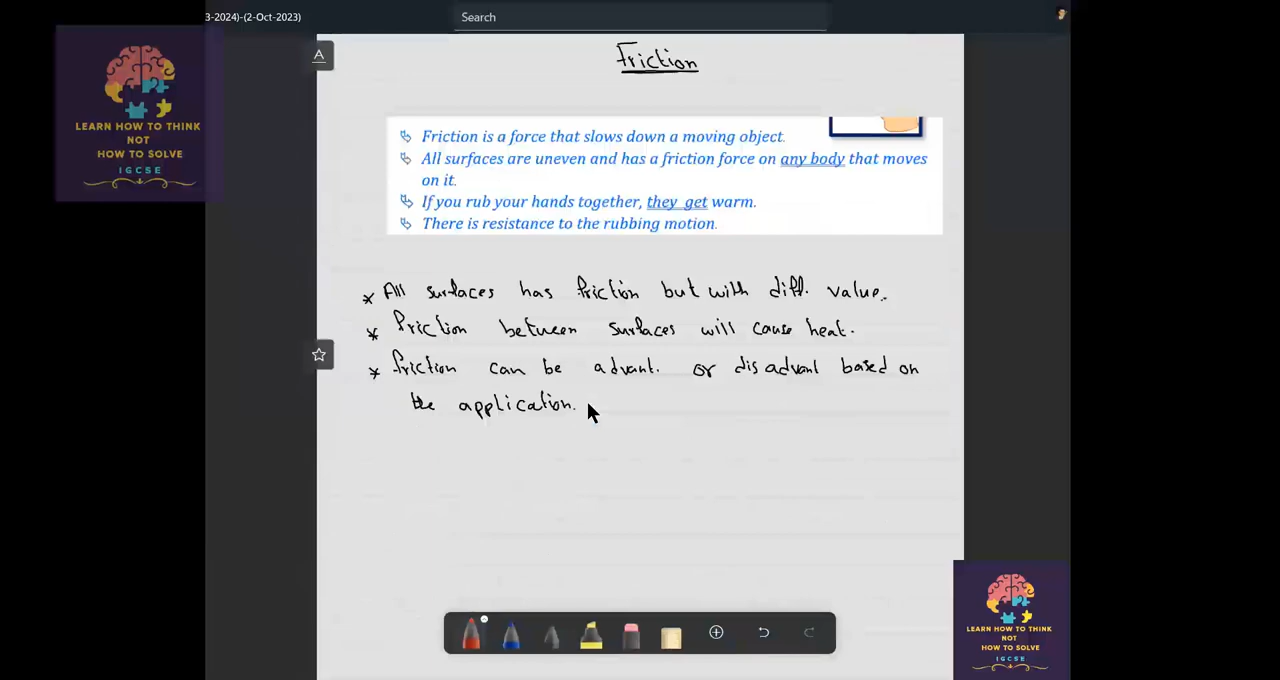 3-2024)-(2-Oct-2023)
Search
LEARN HOW TO THINK
NOT
HOW TO SOLVE
IGCSE
A
Friction
Friction is a force that slows down a moving object.
All surfaces are uneven and has a friction force on any body that moves
on it.
If you rub your hands together, they get warm.
There is resistance to the rubbing motion.
* All surfaces has friction but with diff. value.
* friction between surfaces will cause heat.
* friction can be advant. or disadvant based on
the application.
LEARN HOW TO THINK
NOT
HOW TO SOLVE
IGCSE